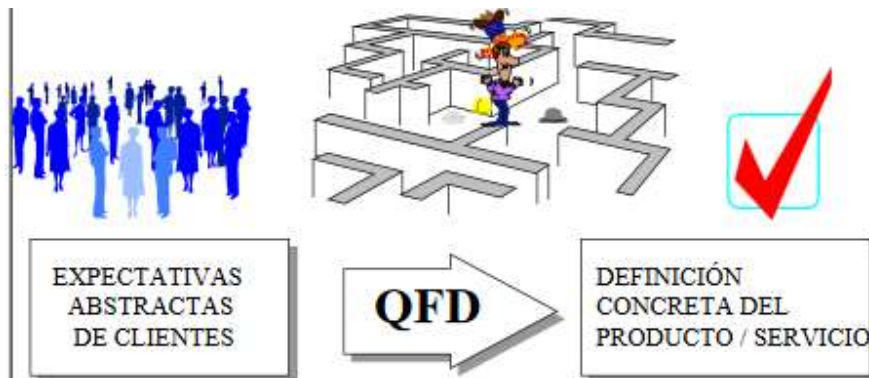 EXPECTATIVAS
ABSTRACTAS
DE CLIENTES
QFD
DEFINICIÓN
CONCRETA DEL
PRODUCTO / SERVICIO